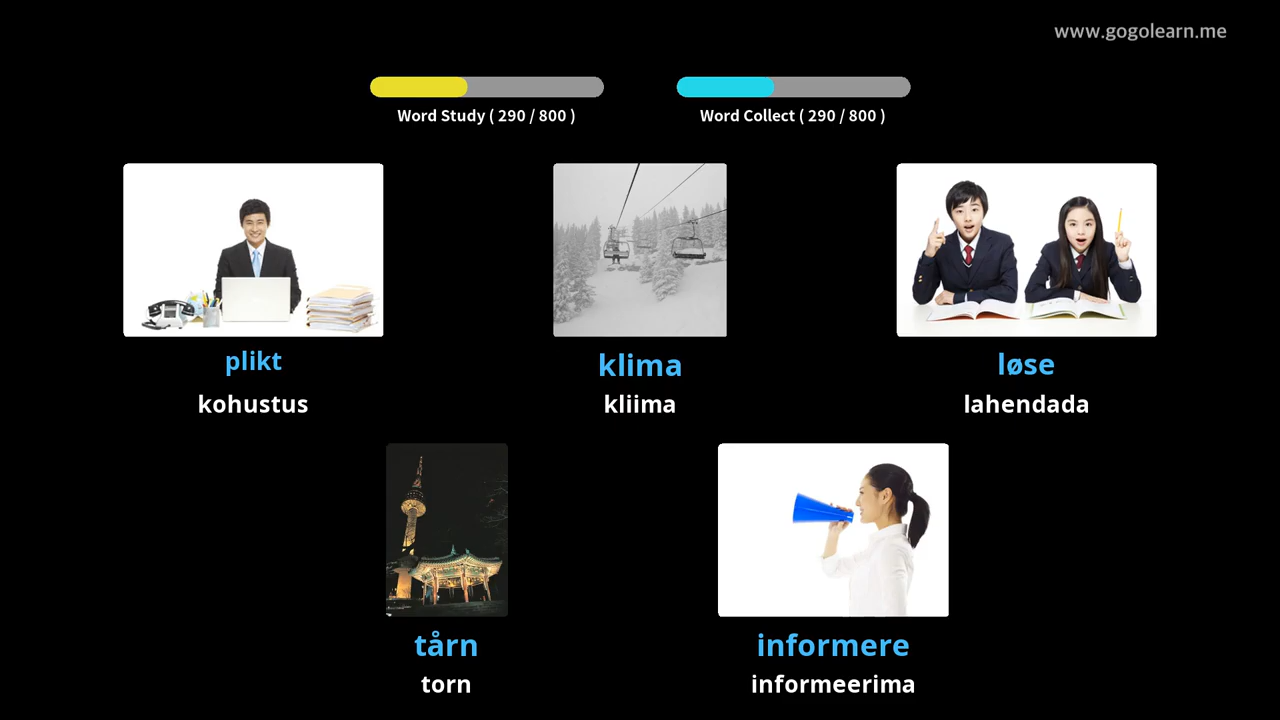 www.gogolearn.me
Word Study ( 290 / 800 )
Word Collect ( 290 / 800 )
plikt
kohustus
klima
kliima
løse
lahendada
tårn
torn
informere
informeerima